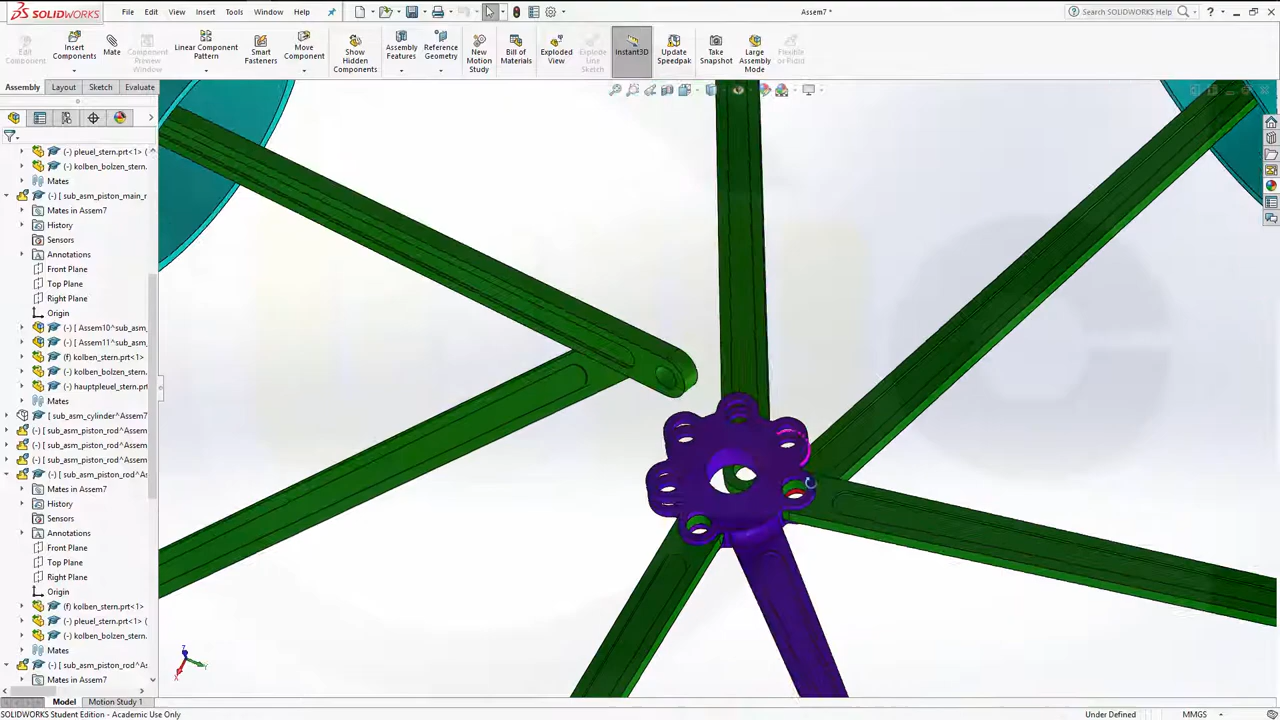 SOLIDWORKS File Edit View Insert Tools Window Help Assem7 * Search SOLIDWORKS Help
Edit Component Insert Components Mate Component Preview Window Linear Component Pattern Smart Fasteners Move Component Show Hidden Components Assembly Features Reference Geometry New Motion Study Bill of Materials Exploded View Explode Line Sketch Instant3D Update Speedpak Take Snapshot Large Assembly Mode Flexible or Rigid
Assembly Layout Sketch Evaluate
(-) pleuel_stern.prt<1> (
(-) kolben_bolzen_stern.
Mates
(-) [ sub_asm_piston_main_r
Mates in Assem7
History
Sensors
Annotations
Front Plane
Top Plane
Right Plane
Origin
(-) [ Assem10^sub_asm_
(-) [ Assem11^sub_asm_
(f) kolben_stern.prt<1>
(-) kolben_bolzen_stern.
(-) hauptpleuel_stern.prt
Mates
[ sub_asm_cylinder^Assem7
[ sub_asm_piston_rod^A
[ sub_asm_piston_rod^A
(-) [ sub_asm_piston_rod^A
(-) [ sub_asm_piston_rod^A
Mates in Assem7
History
Sensors
Annotations
Front Plane
Top Plane
Right Plane
Origin
(f) kolben_stern.prt<1>
(-) pleuel_stern.prt<1> (
(-) kolben_bolzen_stern.
Mates
(-) [ sub_asm_piston_rod^A
Mates in Assem7
Z Y X
Model Motion Study 1
SOLIDWORKS Student Edition - Academic Use Only Under Defined MMGS